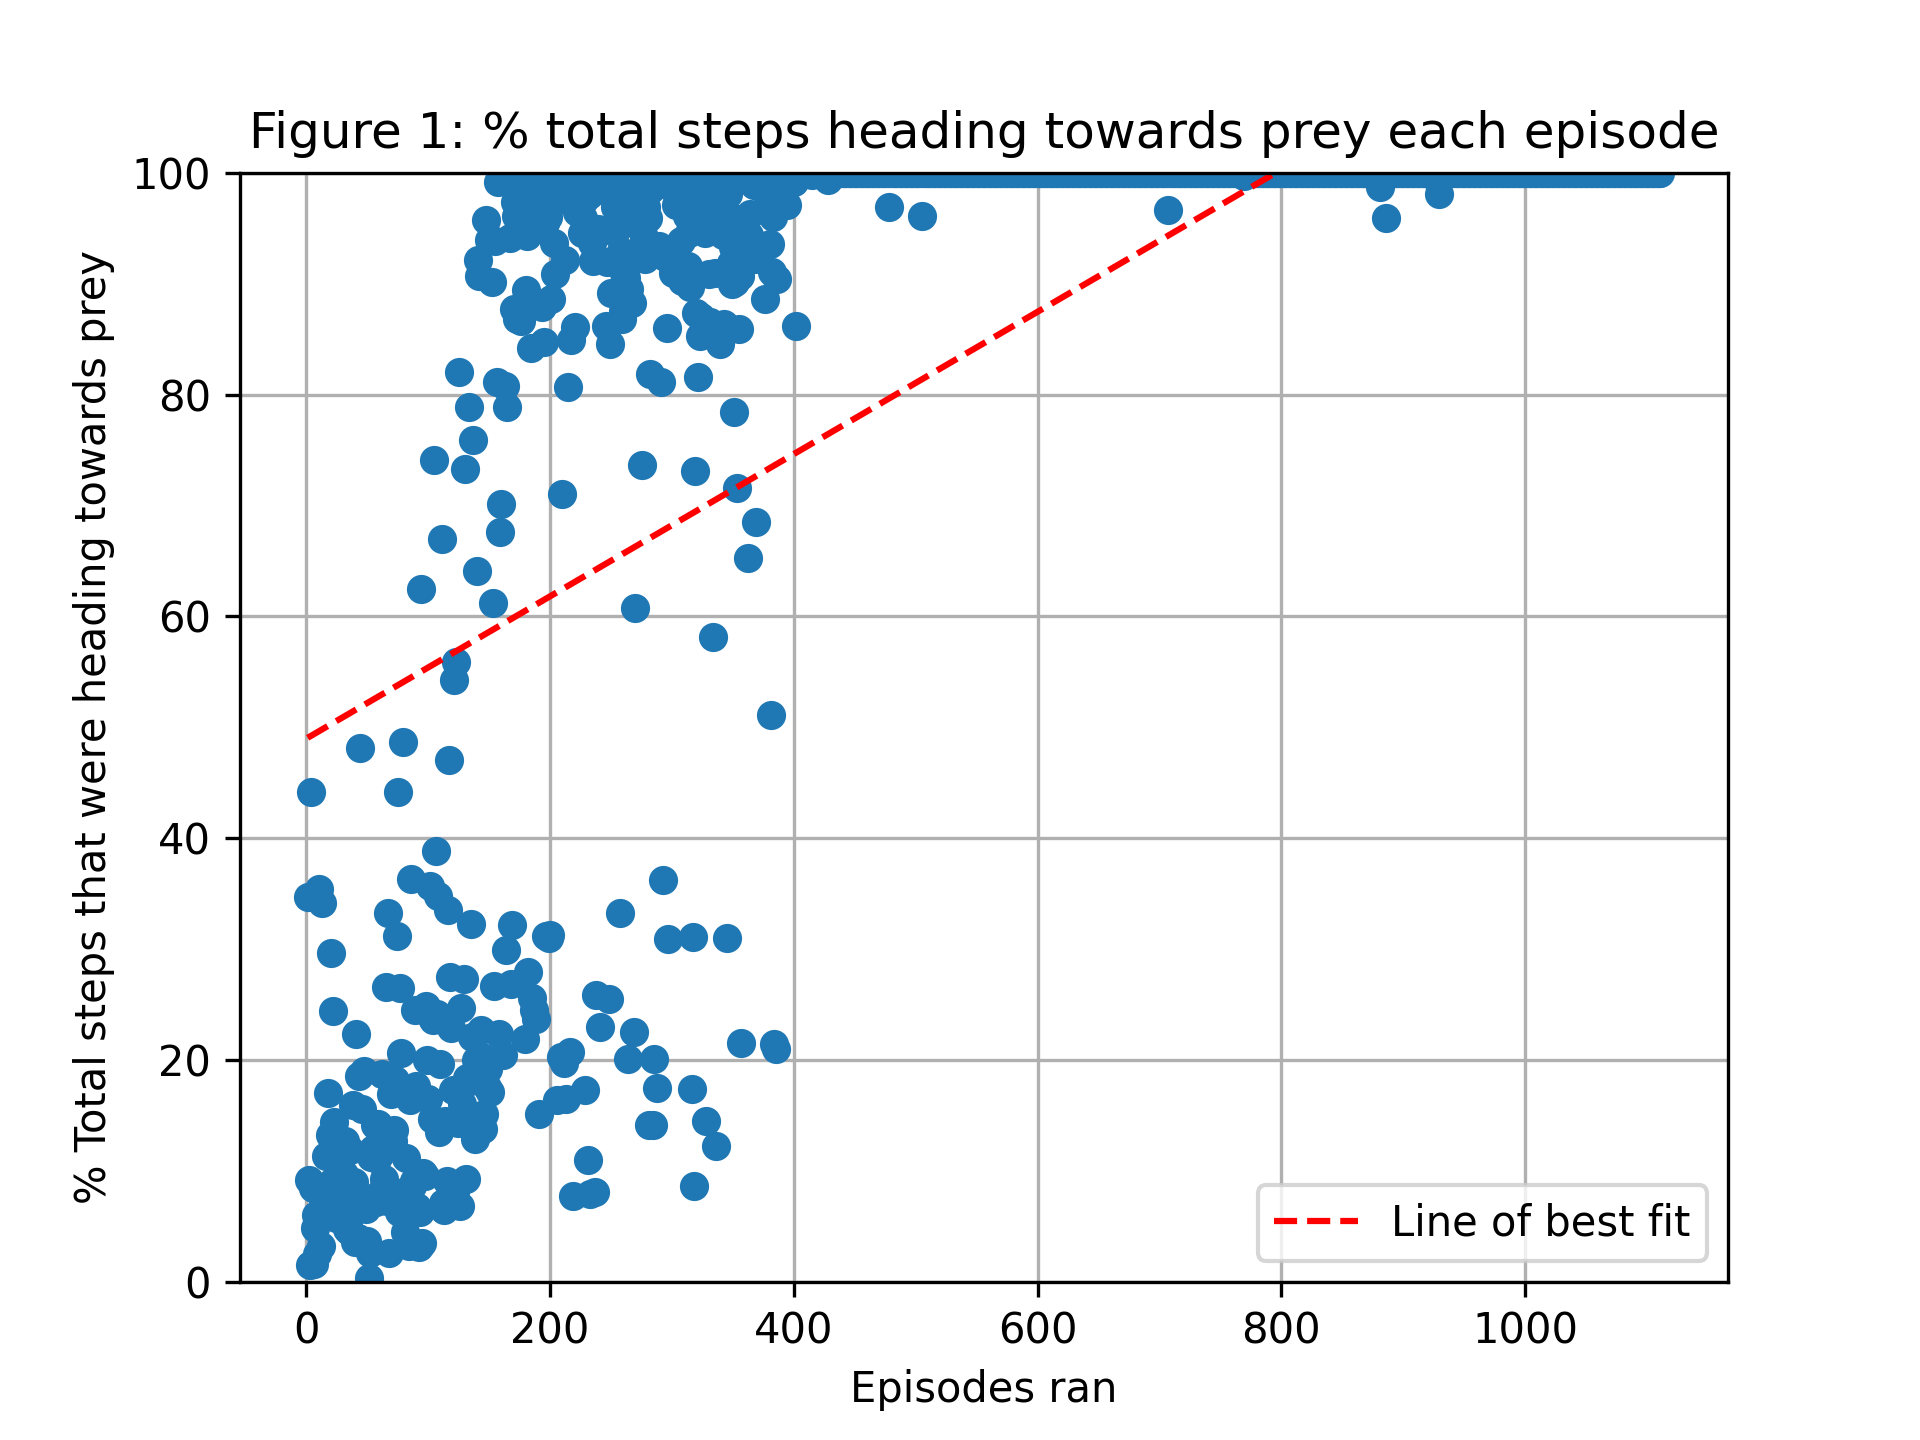 Figure 1: % total steps heading towards prey each episode
% Total steps that were heading towards prey
100
80
60
40
20
0
0 200 400 600 800 1000
Episodes ran
Line of best fit